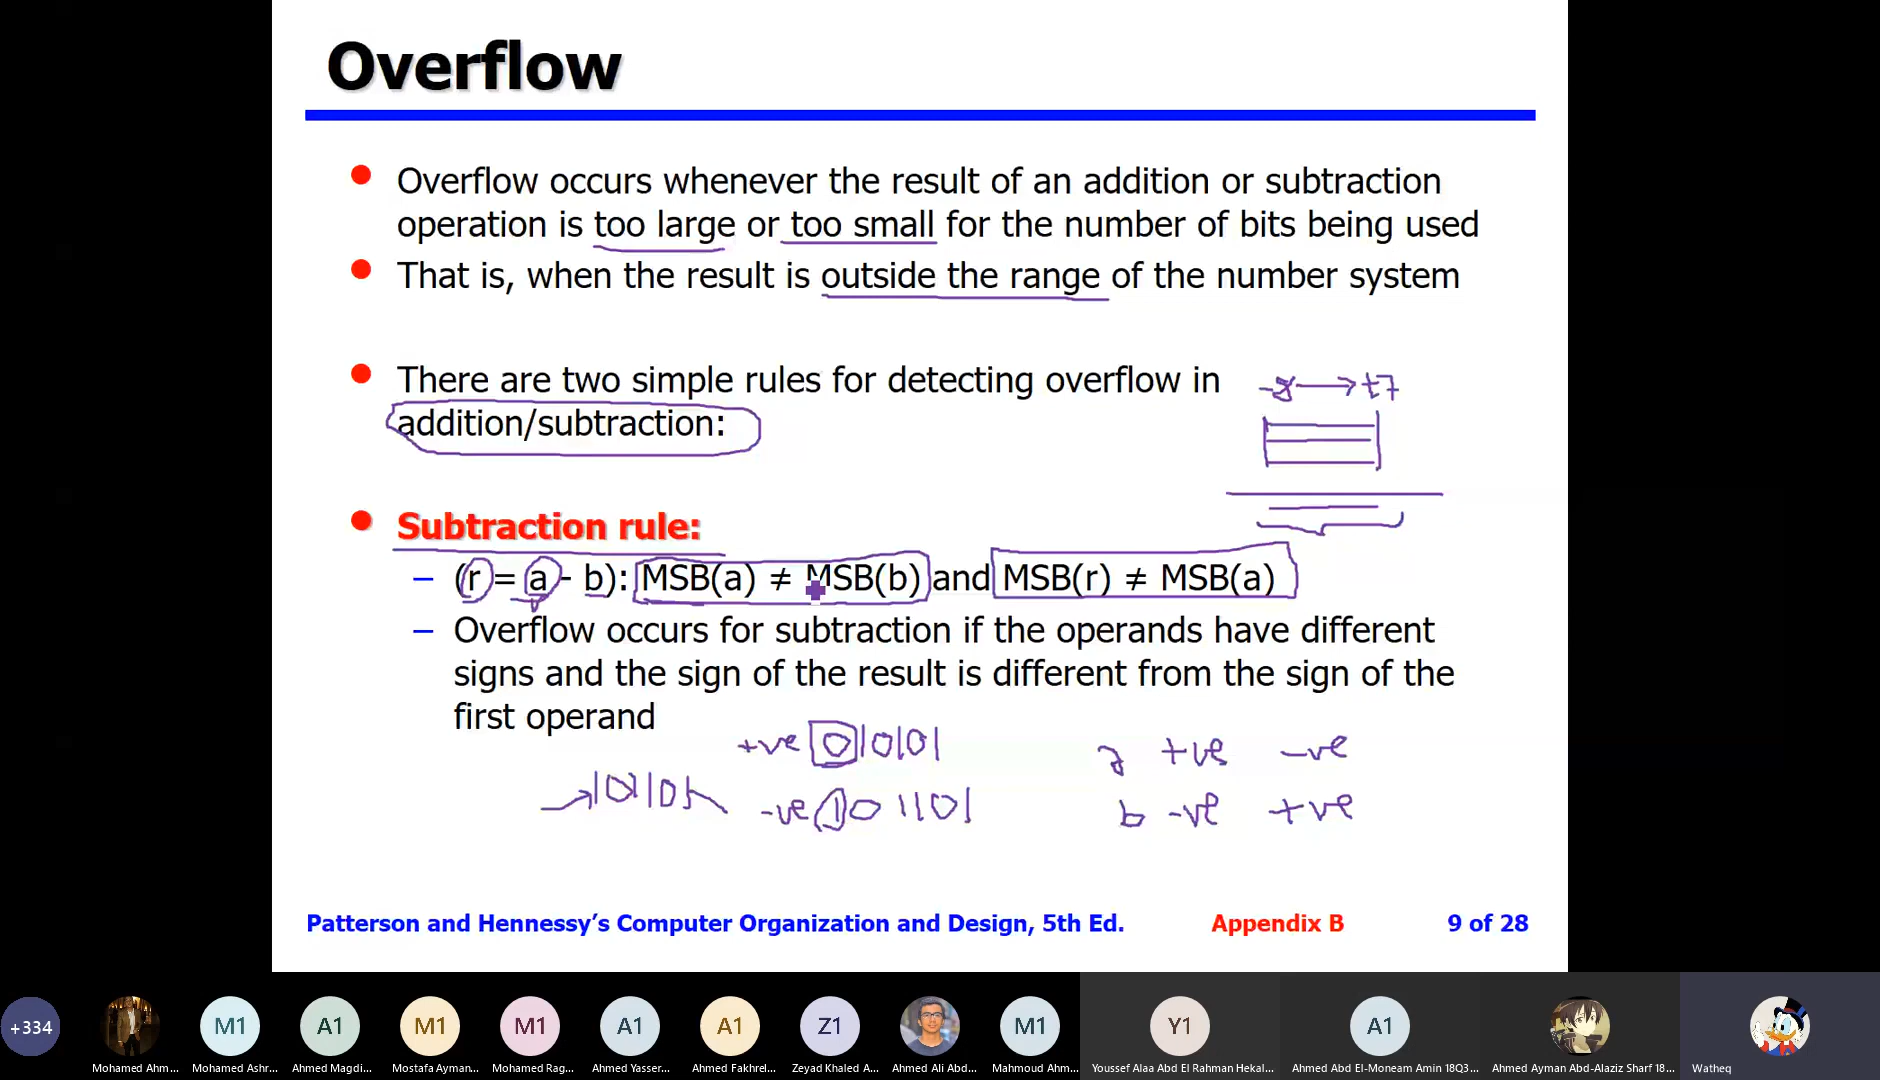 Overflow
Overflow occurs whenever the result of an addition or subtraction
operation is too large or too small for the number of bits being used
That is, when the result is outside the range of the number system
There are two simple rules for detecting overflow in
addition/subtraction:
-8 → +7
Subtraction rule:
– (r = a - b): MSB(a) ≠ MSB(b) and MSB(r) ≠ MSB(a)
– Overflow occurs for subtraction if the operands have different
signs and the sign of the result is different from the sign of the
first operand
+ve 010101
a +ve -ve
101101
-ve 101101
b -ve +ve
Patterson and Hennessy’s Computer Organization and Design, 5th Ed. Appendix B 9 of 28
+334 M1 A1 M1 M1 A1 A1 Z1 M1 Y1 A1
Mohamed Ahm... Mohamed Ashr... Ahmed Magdi... Mostafa Ayman... Mohamed Rag... Ahmed Yasser... Ahmed Fakhrel... Zeyad Khaled A... Ahmed Ali Abd... Mahmoud Ahm... Youssef Alaa Abd El Rahman Hekal... Ahmed Abd El-Moneam Amin 18Q3... Ahmed Ayman Abd-Alaziz Sharf 18... Watheq